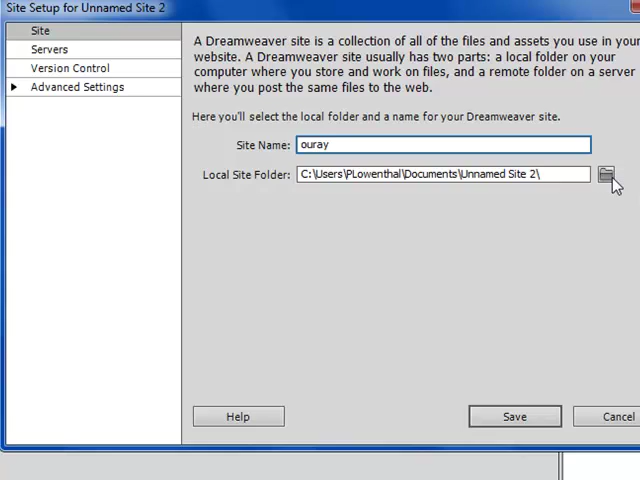 Site Setup for Unnamed Site 2
Site
Servers
Version Control
Advanced Settings
A Dreamweaver site is a collection of all of the files and assets you use in your
website. A Dreamweaver site usually has two parts: a local folder on your
computer where you store and work on files, and a remote folder on a server
where you post the same files to the web.
Here you'll select the local folder and a name for your Dreamweaver site.
Site Name: ouray
Local Site Folder: C:\Users\PLowenthal\Documents\Unnamed Site 2\
Help Save Cancel